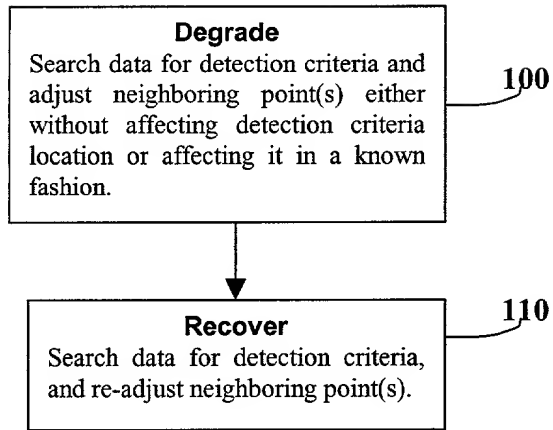 Degrade
Search data for detection criteria and
adjust neighboring point(s) either
without affecting detection criteria
location or affecting it in a known
fashion.
100
Recover
Search data for detection criteria,
and re-adjust neighboring point(s).
110